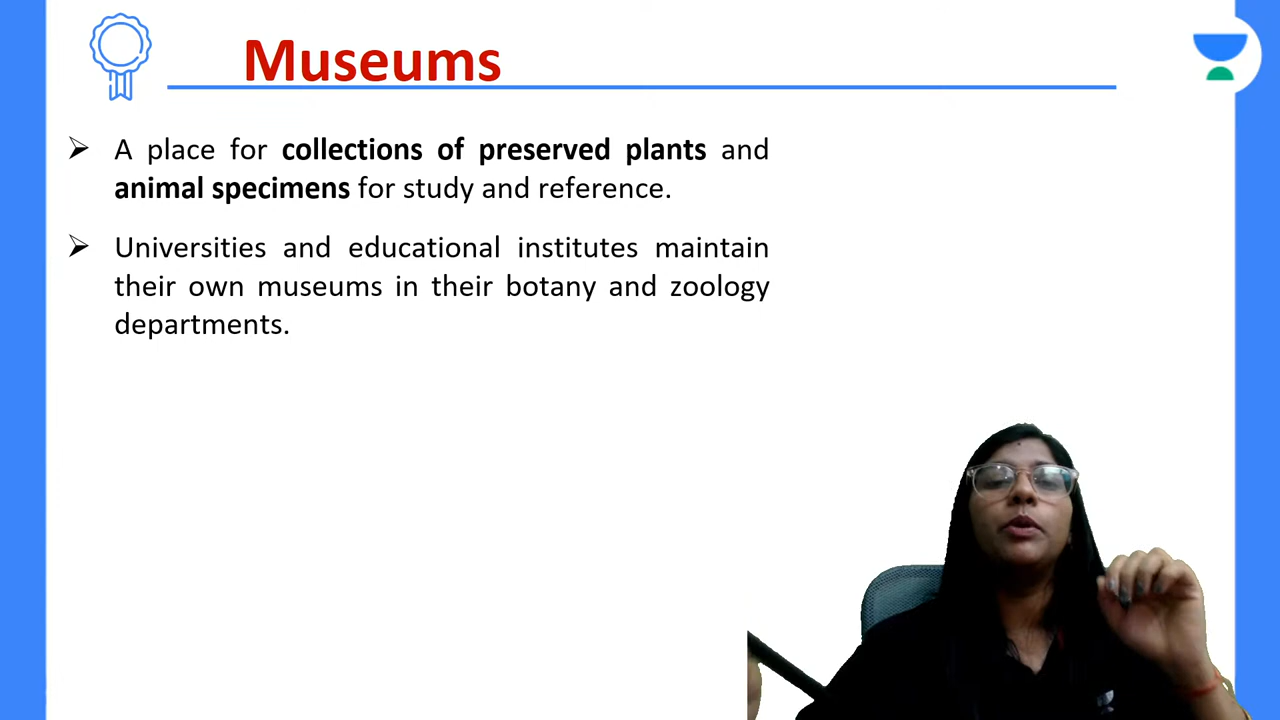 Museums
➢ A place for collections of preserved plants and
animal specimens for study and reference.
➢ Universities and educational institutes maintain
their own museums in their botany and zoology
departments.